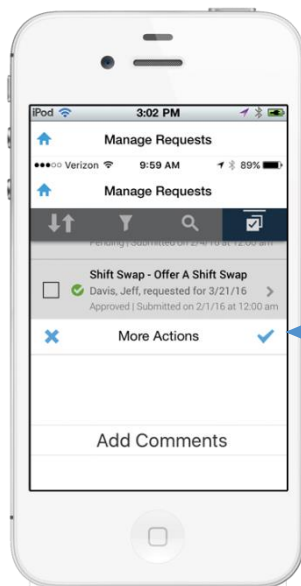 iPod 3:02 PM
Manage Requests
Verizon 9:59 AM 89%
Manage Requests
Pending | Submitted on 2/4/16 at 12:00 am
Shift Swap - Offer A Shift Swap
Davis, Jeff, requested for 3/21/16
Approved | Submitted on 2/1/16 at 12:00 am
More Actions
Add Comments